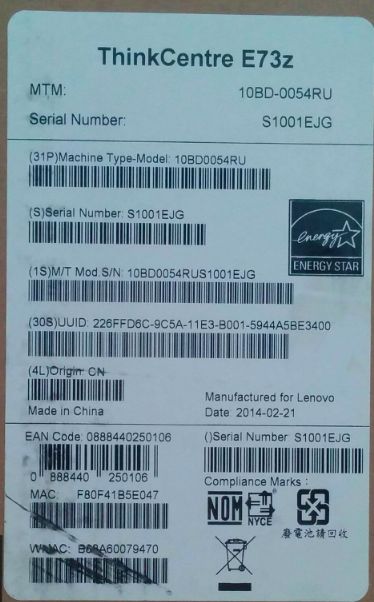 ThinkCentre E73z
MTM: 10BD-0054RU
Serial Number: S1001EJG
(31P)Machine Type-Model: 10BD0054RU
(S)Serial Number: S1001EJG
energy
ENERGY STAR
(1S)M/T Mod.S/N: 10BD0054RUS1001EJG
(30S)UUID: 226FFD6C-9C5A-11E3-B001-5944A5BE3400
(4L)Origin CN
Made in China
Manufactured for Lenovo
Date 2014-02-21
EAN Code: 0888440250106
0 888440 250106
MAC: F80F41B5E047
WMAC: B68A60079470
()Serial Number S1001EJG
Compliance Marks :
NOM
NYCE
廢電池請回收